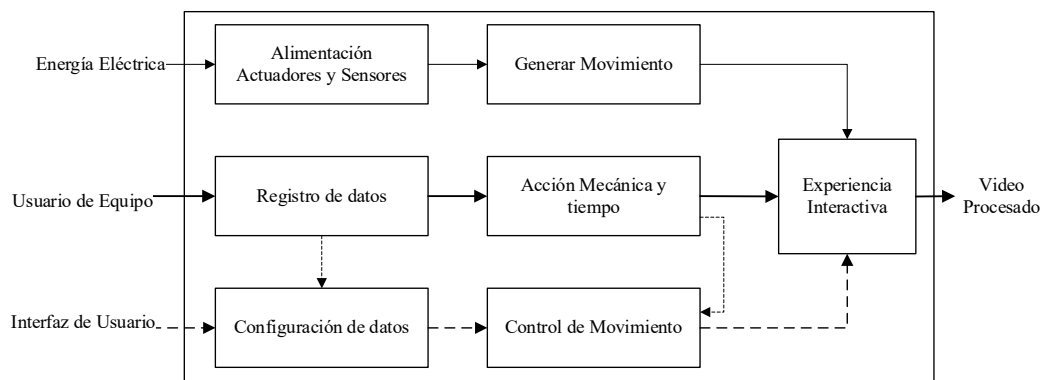 Energía Eléctrica
Alimentación
Actuadores y Sensores
Generar Movimiento
Usuario de Equipo
Registro de datos
Acción Mecánica y
tiempo
Experiencia
Interactiva
Video
Procesado
Interfaz de Usuario
Configuración de datos
Control de Movimiento